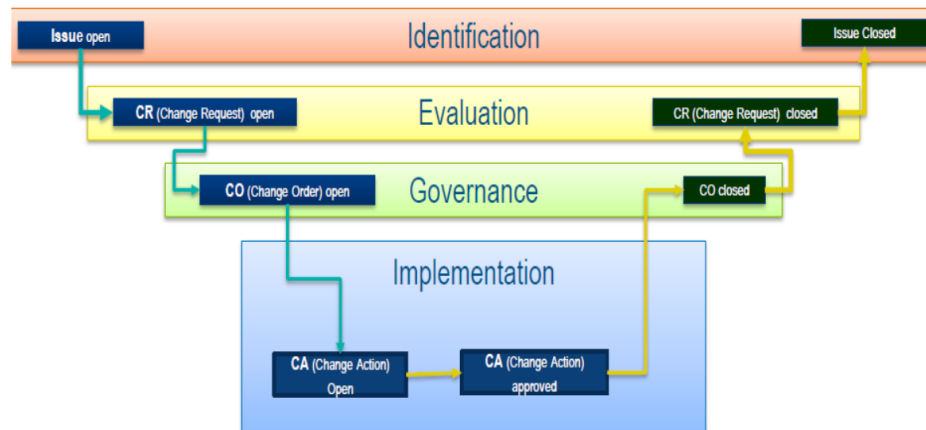 Issue open
Identification
Issue Closed
CR (Change Request) open
Evaluation
CR (Change Request) closed
CO (Change Order) open
Governance
CO closed
Implementation
CA (Change Action)
Open
CA (Change Action)
approved